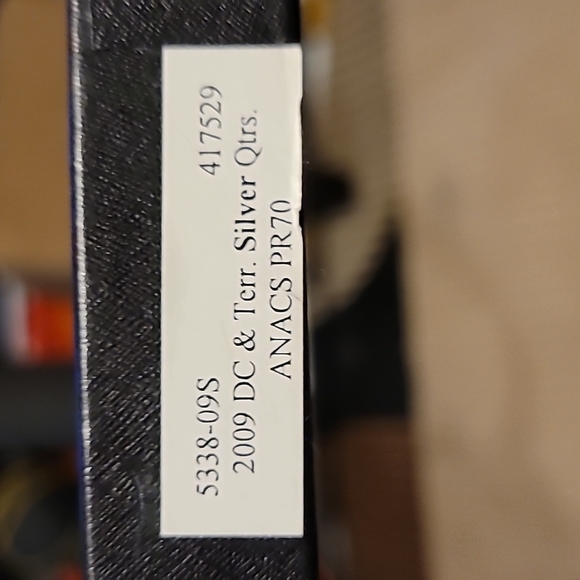 5338-09S 417529
2009 DC & Terr. Silver Qtrs.
ANACS PR70